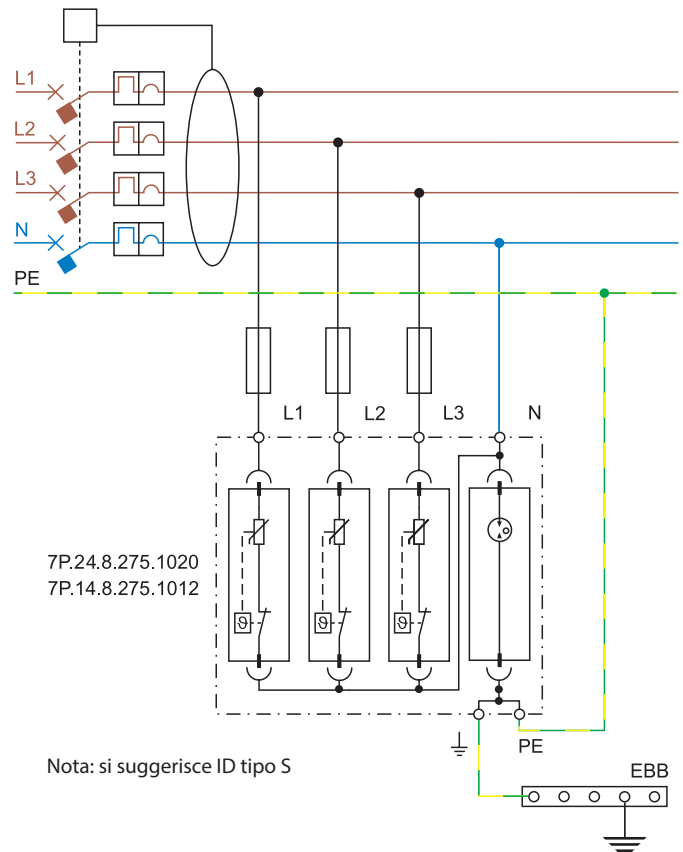 L1
L2
L3
N
PE
L1 L2 L3 N
7P.24.8.275.1020
7P.14.8.275.1012
ϑ ϑ ϑ
PE
Nota: si suggerisce ID tipo S
EBB